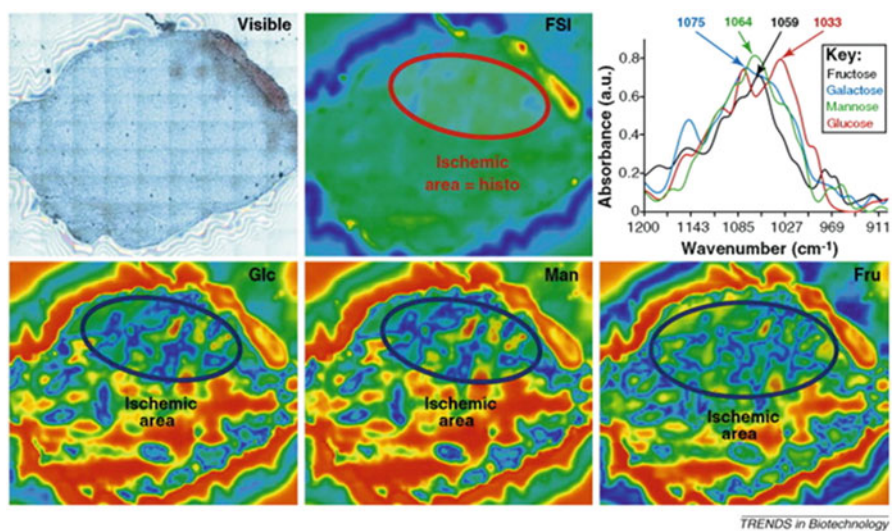 Visible
FSI
Ischemic
area = histo
1075
1064
1059
1033
Key:
Fructose
Galactose
Mannose
Glucose
Absorbance (a.u.)
0.8
0.6
0.4
0.2
0
1200
1143
1085
1027
969
911
Wavenumber (cm-1)
Glc
Ischemic
area
Man
Ischemic
area
Fru
Ischemic
area
TRENDS in Biotechnology